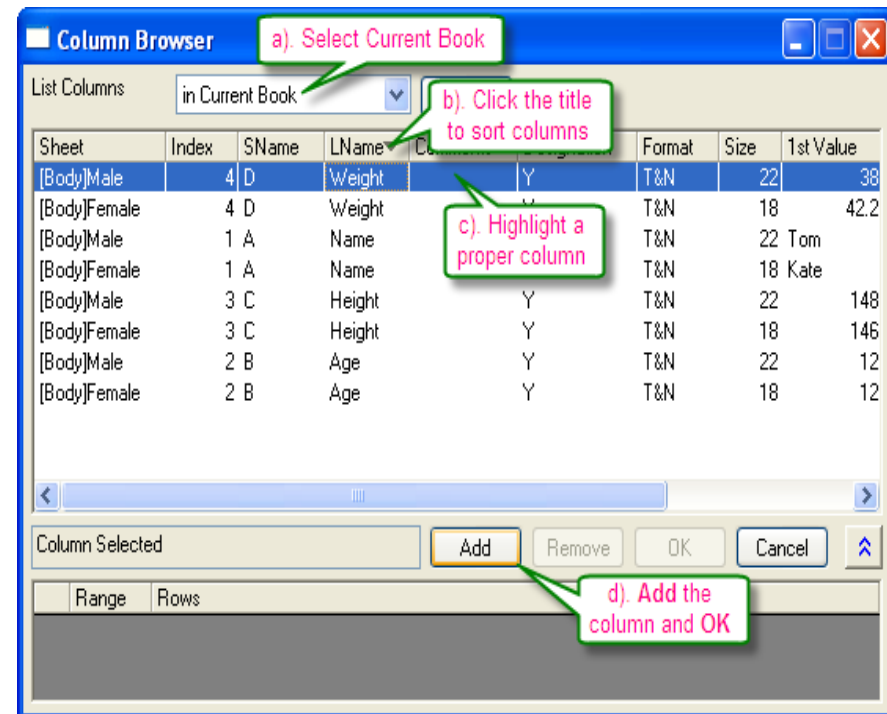 Column Browser
a). Select Current Book
List Columns in Current Book
b). Click the title
to sort columns
Sheet Index SName LName Format Size 1st Value
[Body]Male 4 D Weight Y T&N 22 38
[Body]Female 4 D Weight T&N 18 42.2
c). Highlight a
proper column
[Body]Male 1 A Name T&N 22 Tom
[Body]Female 1 A Name T&N 18 Kate
[Body]Male 3 C Height Y T&N 22 148
[Body]Female 3 C Height Y T&N 18 146
[Body]Male 2 B Age Y T&N 22 12
[Body]Female 2 B Age Y T&N 18 12
Column Selected Add Remove OK Cancel
Range Rows
d). Add the
column and OK